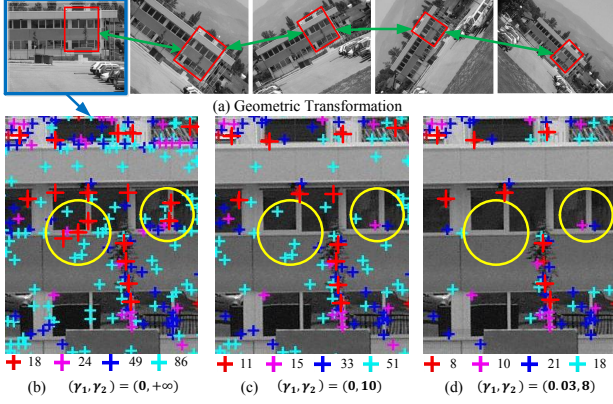 (a) Geometric Transformation
18 24 49 86
11 15 33 51
8 10 21 18
(b) (γ₁, γ₂) = (0, +∞)
(c) (γ₁, γ₂) = (0, 10)
(d) (γ₁, γ₂) = (0.03, 8)